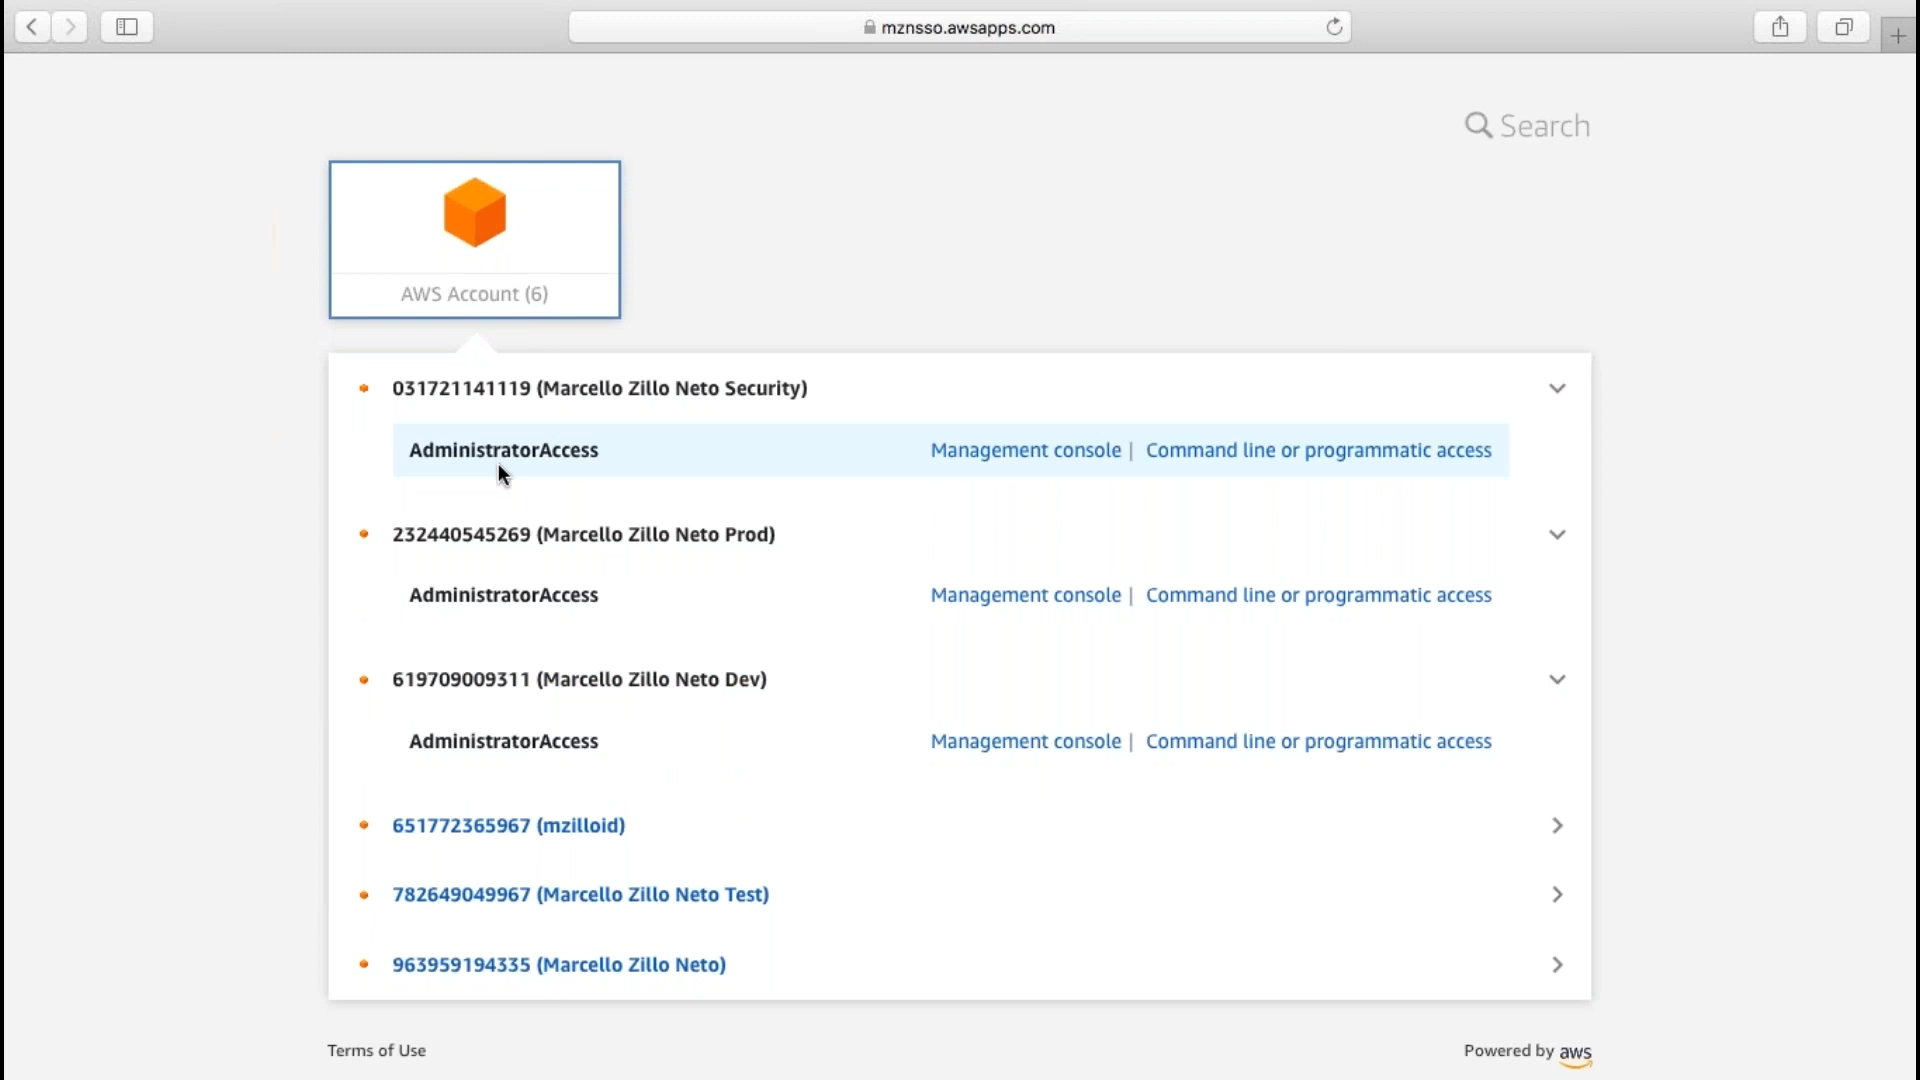 mznsso.awsapps.com
Search
AWS Account (6)
031721141119 (Marcello Zillo Neto Security)
AdministratorAccess Management console | Command line or programmatic access
232440545269 (Marcello Zillo Neto Prod)
AdministratorAccess Management console | Command line or programmatic access
619709009311 (Marcello Zillo Neto Dev)
AdministratorAccess Management console | Command line or programmatic access
651772365967 (mzilloid)
782649049967 (Marcello Zillo Neto Test)
963959194335 (Marcello Zillo Neto)
Terms of Use Powered by aws